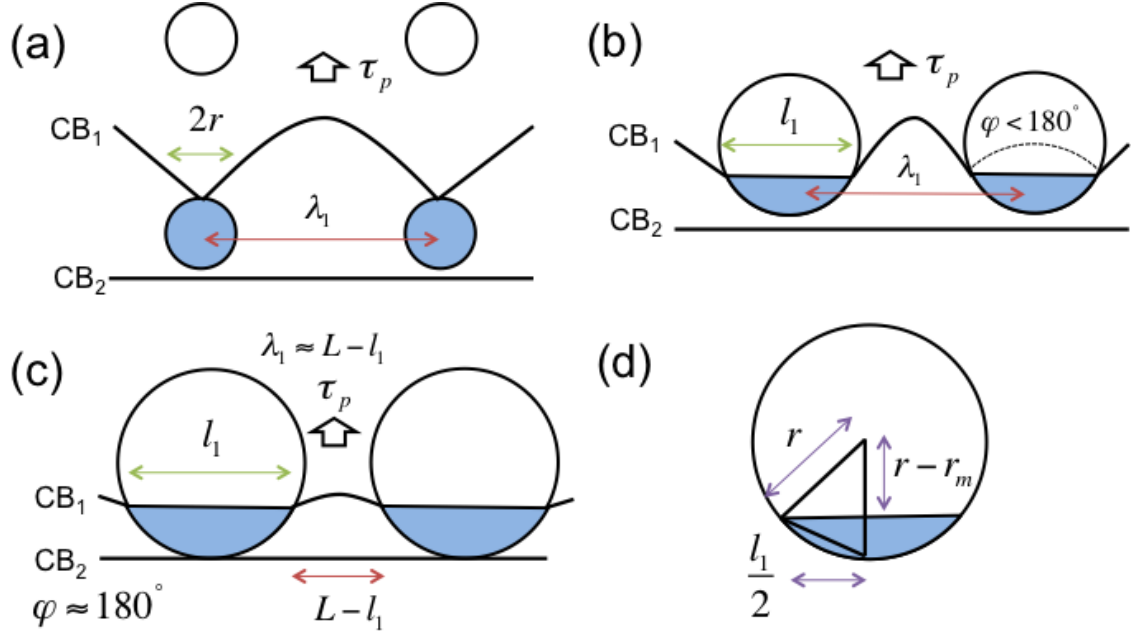 (a)
τ_p
2r
CB₁
λ₁
CB₂
(b)
τ_p
l₁
φ < 180°
CB₁
λ₁
CB₂
(c)
λ₁ ≈ L − l₁
τ_p
l₁
CB₁
CB₂
φ ≈ 180°
L − l₁
(d)
r
r − r_m
l₁/2